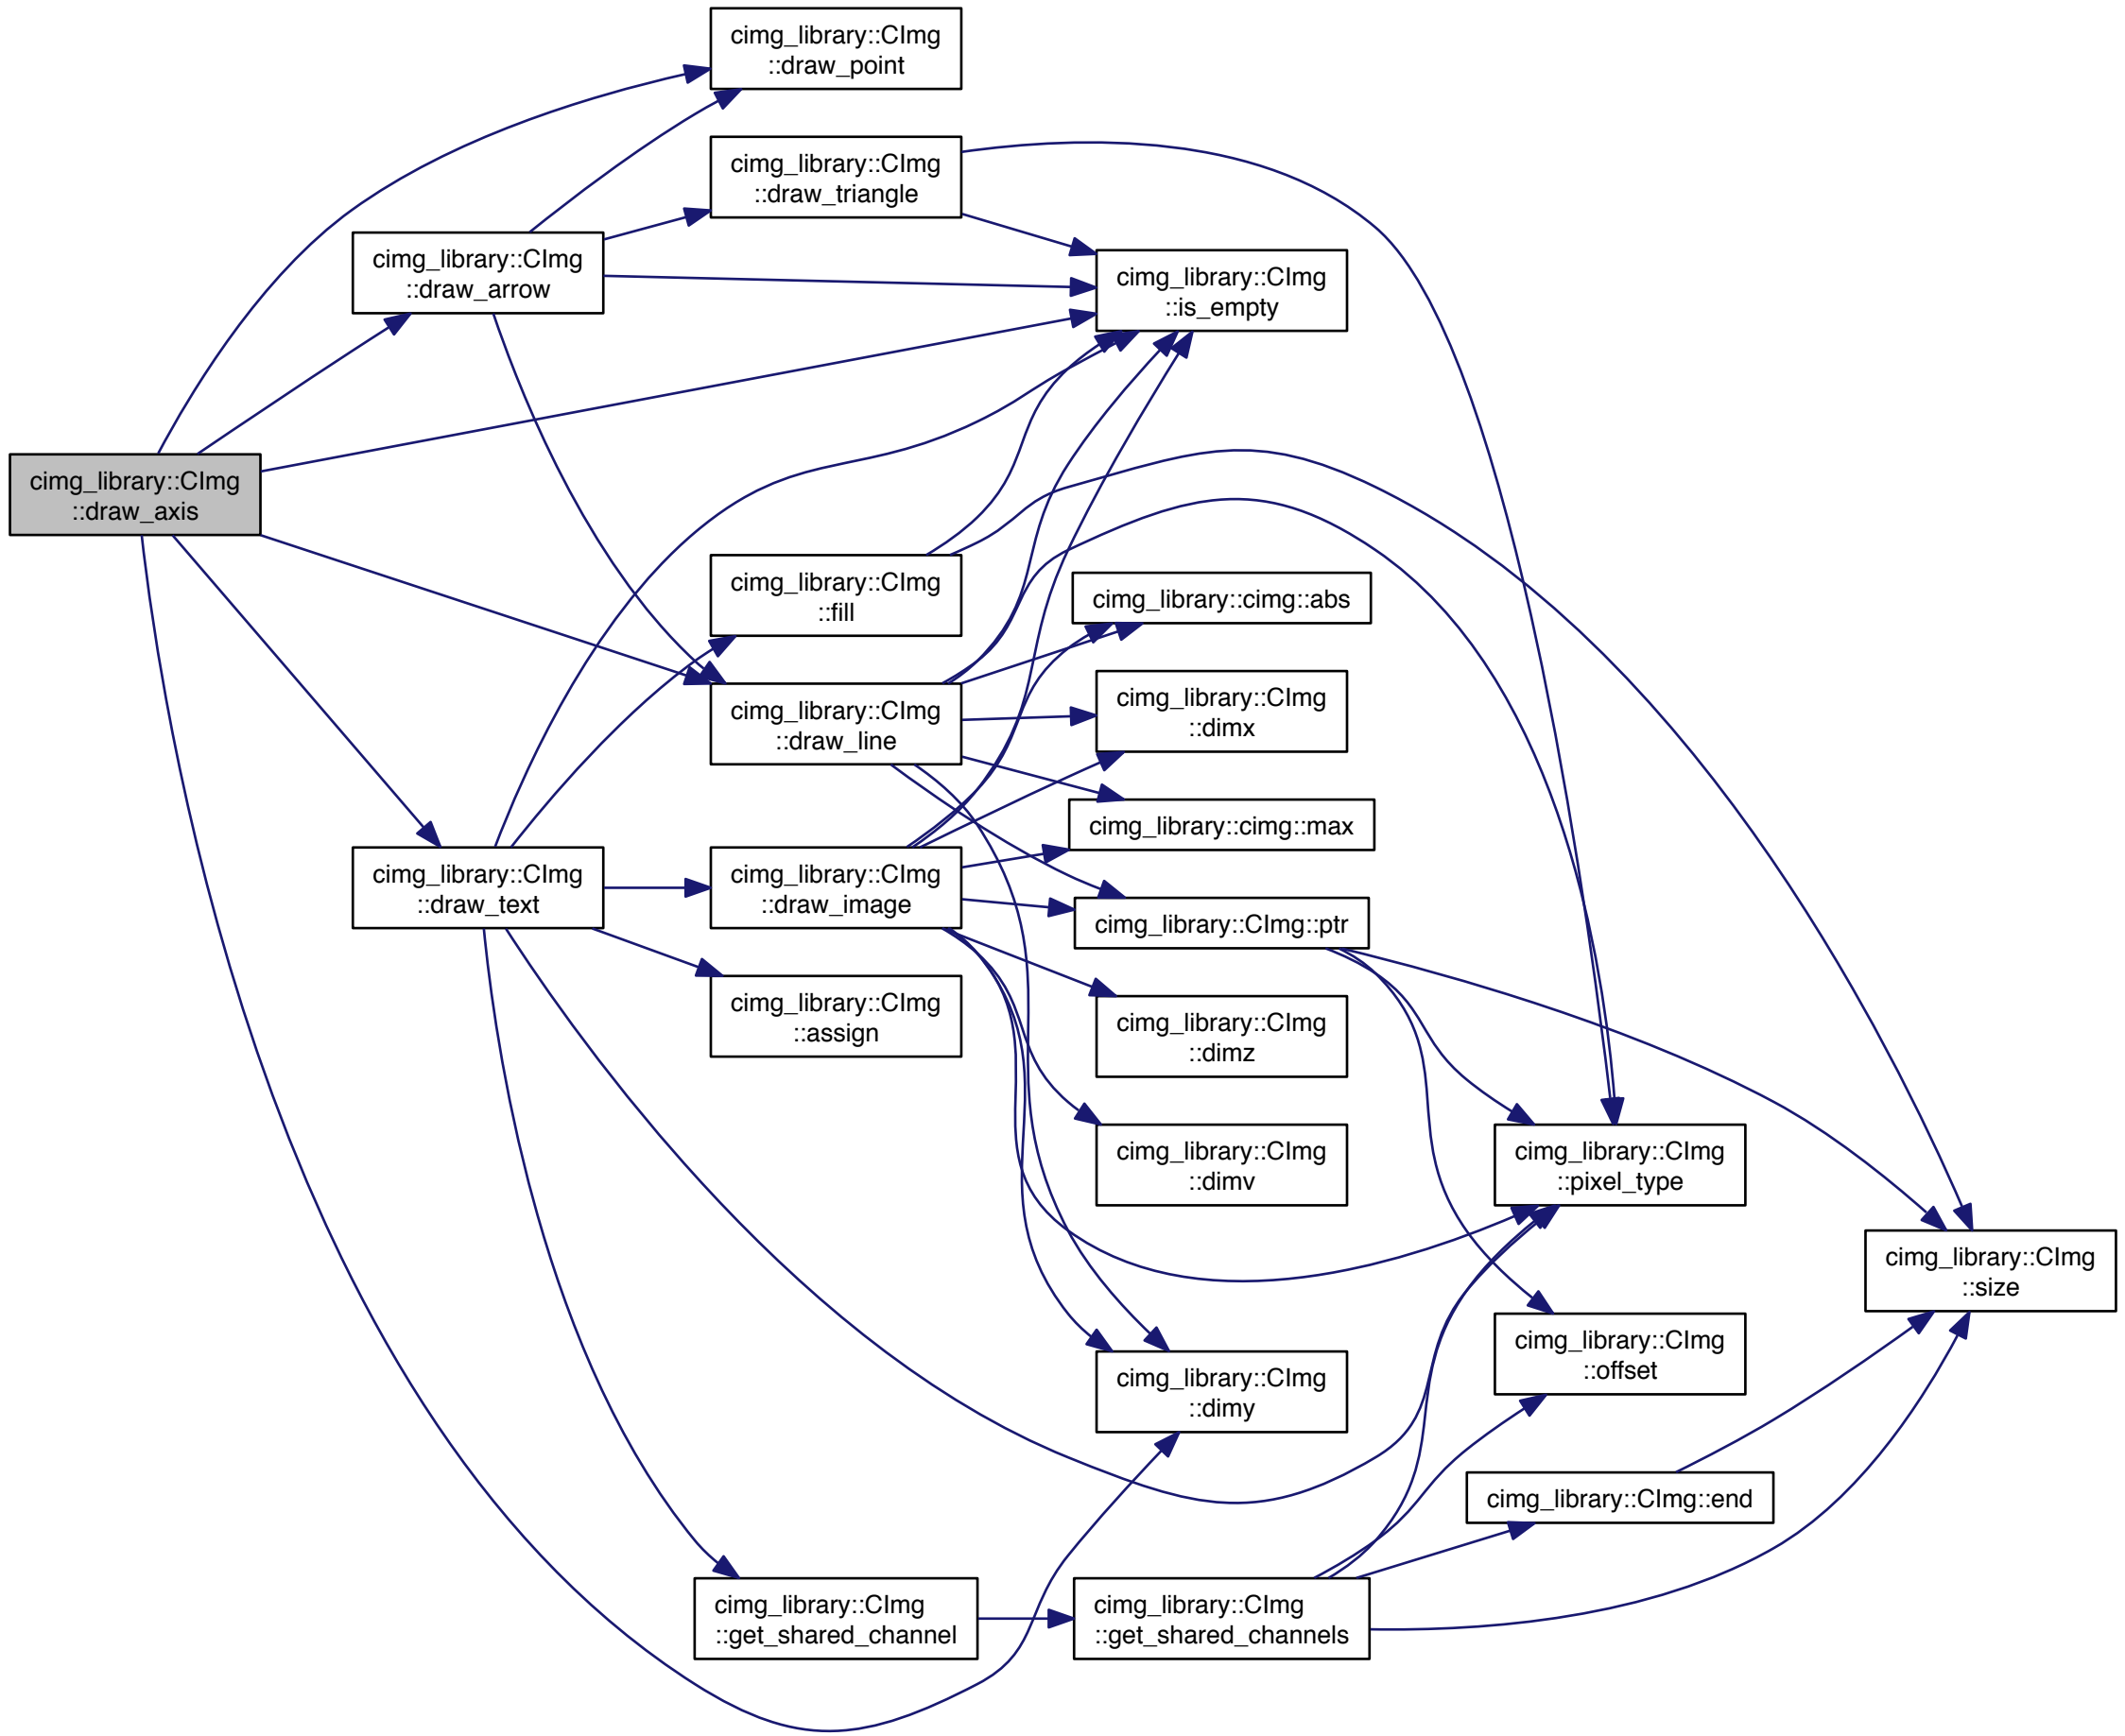 cimg_library::CImg
::draw_point
cimg_library::CImg
::draw_triangle
cimg_library::CImg
::draw_arrow
cimg_library::CImg
::is_empty
cimg_library::CImg
::draw_axis
cimg_library::CImg
::fill
cimg_library::cimg::abs
cimg_library::CImg
::draw_line
cimg_library::CImg
::dimx
cimg_library::cimg::max
cimg_library::CImg
::draw_text
cimg_library::CImg
::draw_image
cimg_library::CImg::ptr
cimg_library::CImg
::assign
cimg_library::CImg
::dimz
cimg_library::CImg
::dimv
cimg_library::CImg
::pixel_type
cimg_library::CImg
::size
cimg_library::CImg
::offset
cimg_library::CImg
::dimy
cimg_library::CImg::end
cimg_library::CImg
::get_shared_channel
cimg_library::CImg
::get_shared_channels